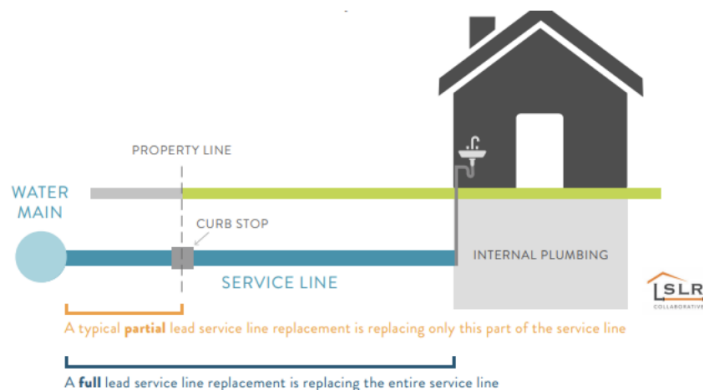 PROPERTY LINE
WATER
MAIN
CURB STOP
SERVICE LINE
INTERNAL PLUMBING
LSLR
COLLABORATIVE
A typical partial lead service line replacement is replacing only this part of the service line
A full lead service line replacement is replacing the entire service line